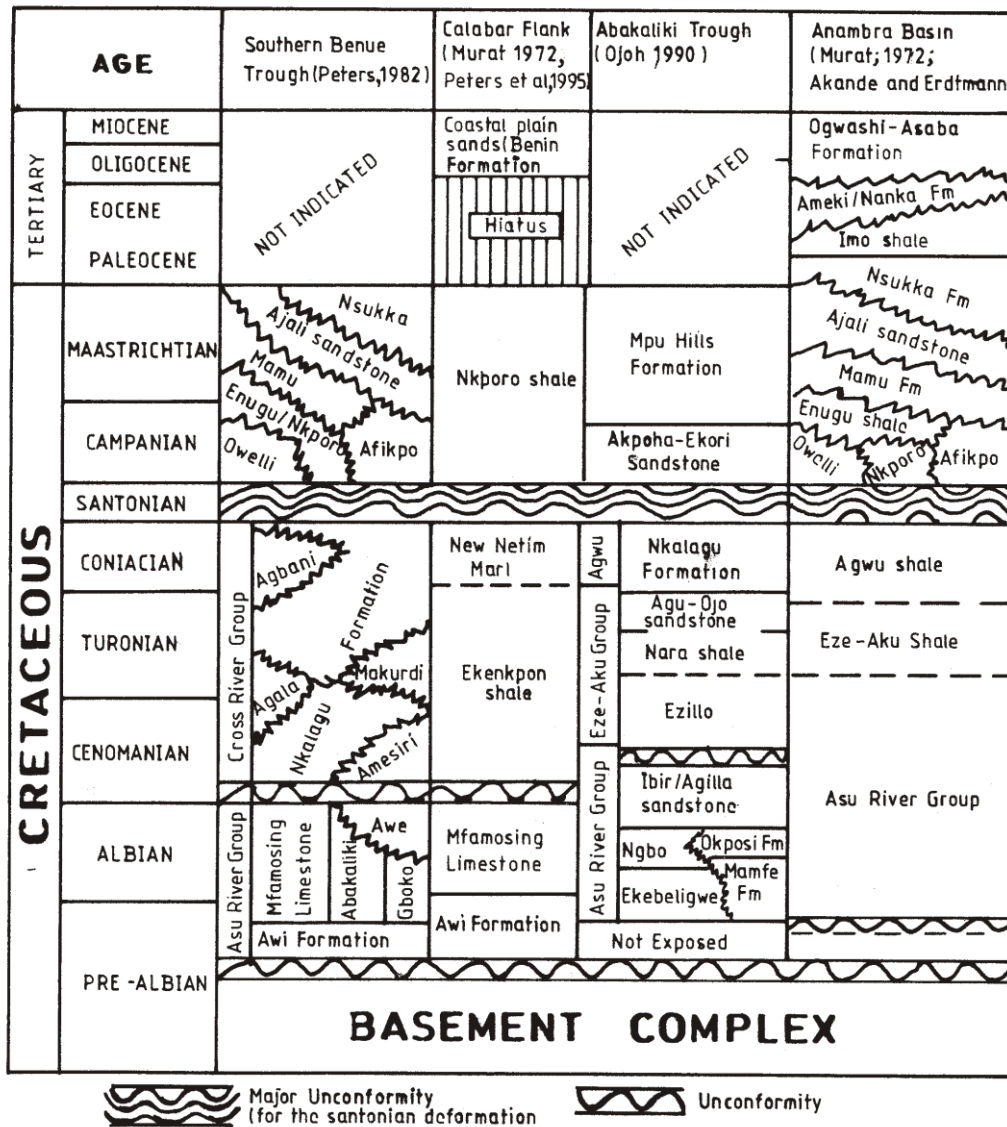 AGE
Southern Benue
Trough(Peters,1982)
Calabar Flank
(Murat 1972,
Peters et al,1995)
Abakaliki Trough
(Ojoh 1990)
Anambra Basin
(Murat; 1972;
Akande and Erdtmann
TERTIARY
MIOCENE
OLIGOCENE
EOCENE
PALEOCENE
NOT INDICATED
Coastal plain
sands(Benin
Formation
Hiatus
NOT INDICATED
Ogwashi-Asaba
Formation
Ameki/Nanka Fm
Imo shale
CRETACEOUS
MAASTRICHTIAN
CAMPANIAN
SANTONIAN
CONIACIAN
TURONIAN
CENOMANIAN
ALBIAN
PRE-ALBIAN
Nsukka
Ajali sandstone
Mamu
Enugu/Nkporo
Owelli
Afikpo
Nkporo shale
Mpu Hills
Formation
Akpoha-Ekori
Sandstone
Nsukka Fm
Ajali sandstone
Mamu Fm
Enugu shale
Owelli
Nkporo
Afikpo
Cross River Group
Agbani
Nkalagu Formation
Agala
Makurdi
Amesiri
New Netim
Marl
Ekenkpon
shale
Agwu
Eze-Aku Group
Nkalagu
Formation
Agu-Ojo
sandstone
Nara shale
Ezillo
Agwu shale
Eze-Aku Shale
Asu River Group
Asu River Group
Mfamosing
Limestone
Abakaliki
Awe
Gboko
Awi Formation
Mfamosing
Limestone
Awi Formation
Asu River Group
Ibir/Agilla
sandstone
Ngbo
Okposi Fm
Ekebeligwe
Mamfe
Fm
Not Exposed
BASEMENT COMPLEX
Major Unconformity
(for the santonian deformation
Unconformity